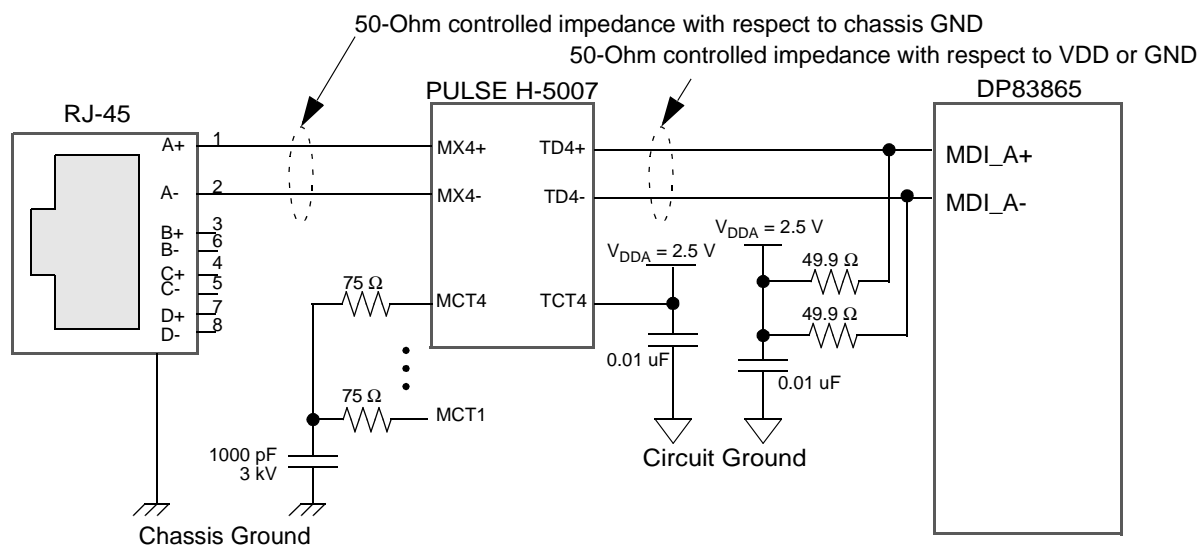 50-Ohm controlled impedance with respect to chassis GND
50-Ohm controlled impedance with respect to VDD or GND
RJ-45
PULSE H-5007
DP83865
A+
1
MX4+
TD4+
MDI_A+
A-
2
MX4-
TD4-
MDI_A-
B+
3
B-
6
C+
4
C-
5
D+
7
D-
8
VDDA = 2.5 V
VDDA = 2.5 V
49.9 Ω
75 Ω
MCT4
TCT4
49.9 Ω
0.01 uF
0.01 uF
75 Ω
MCT1
1000 pF
3 kV
Circuit Ground
Chassis Ground